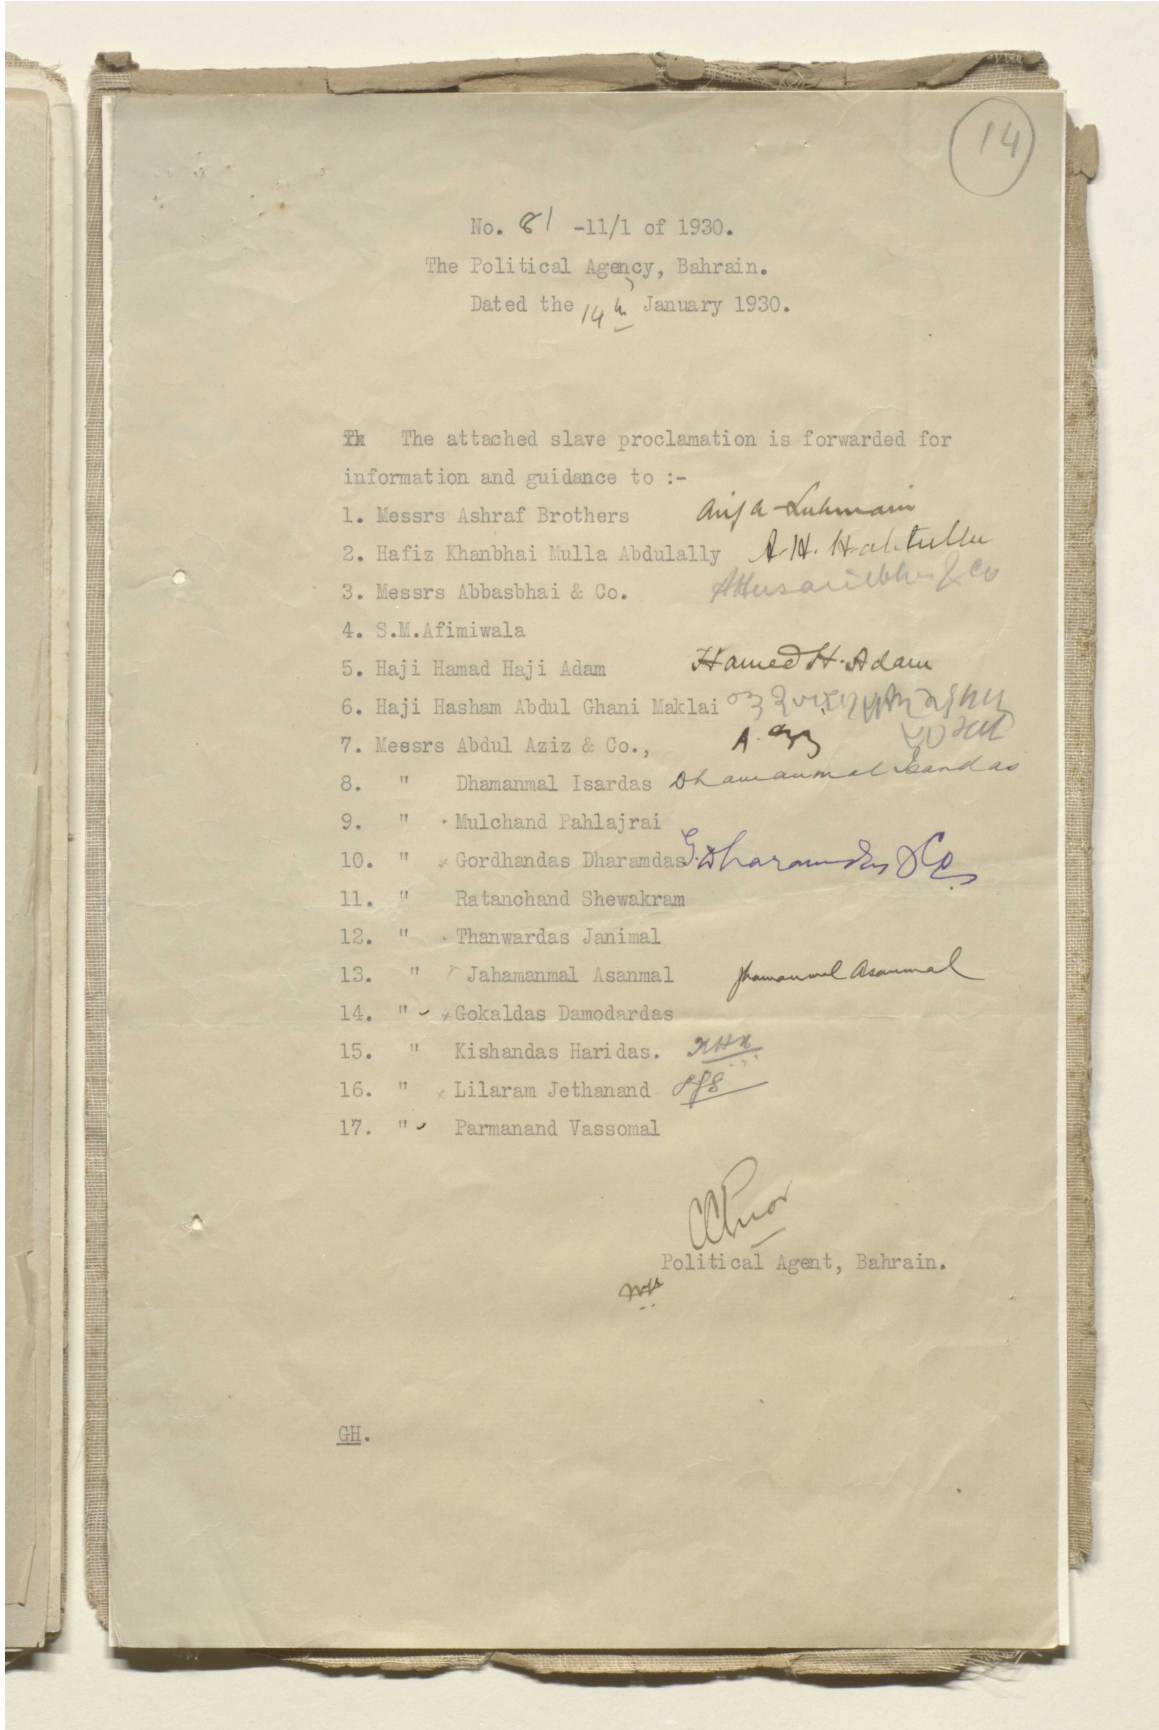 14
No. 81 -11/1 of 1930.
The Political Agency, Bahrain.
Dated the 14th January 1930.
The attached slave proclamation is forwarded for
information and guidance to :-
1. Messrs Ashraf Brothers
2. Hafiz Khanbhai Mulla Abdulally
3. Messrs Abbasbhai & Co. & Co
4. S.M.Afimiwala
5. Haji Hamad Haji Adam Hamed H. Adam
6. Haji Hasham Abdul Ghani Maklai
7. Messrs Abdul Aziz & Co., A.
8. " Dhamanmal Isardas Dhamanmal Isardas
9. " Mulchand Pahlajrai
10. " Gordhandas Dharamdas G. Dharamdas & Co.
11. " Ratanchand Shewakram
12. " Thanwardas Janimal
13. " Jahamanmal Asanmal Jhamanmal Asanmal
14. " Gokaldas Damodardas
15. " Kishandas Haridas.
16. " Lilaram Jethanand
17. " Parmanand Vassomal
CCPrior
Political Agent, Bahrain.
GH.